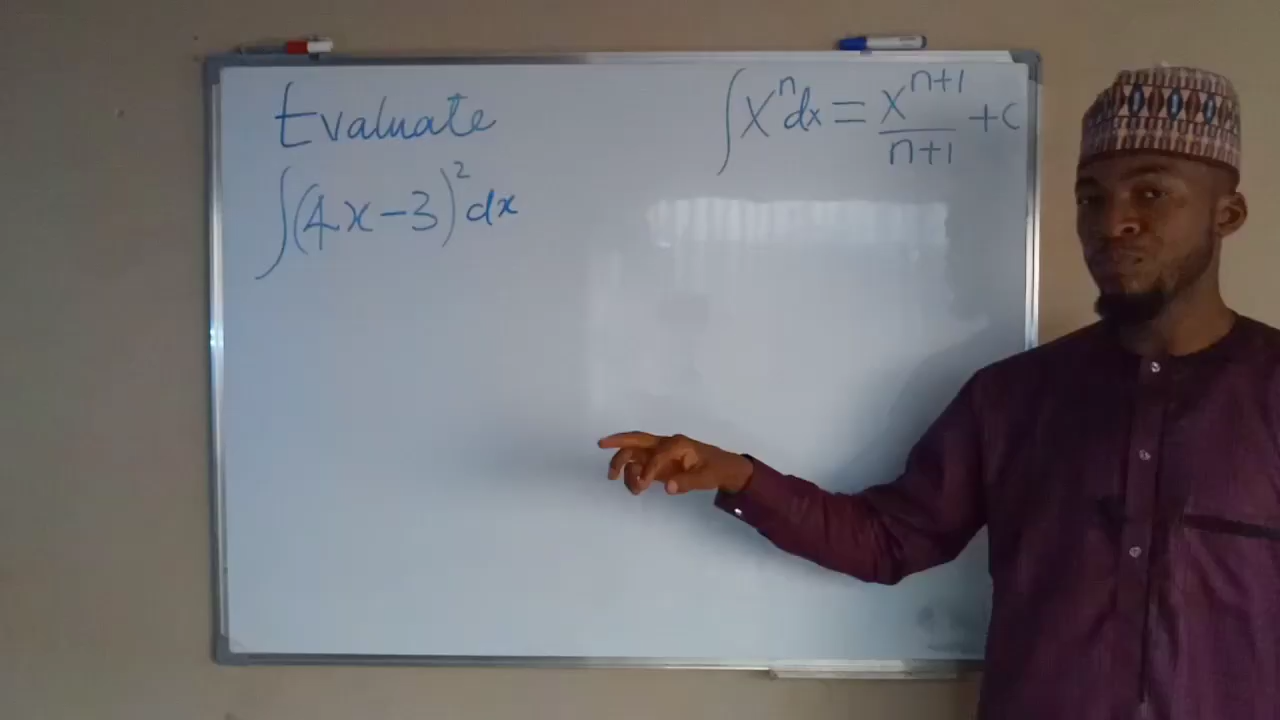 Evaluate
∫(4x-3)²dx
∫xⁿdx = xⁿ⁺¹/n+1 + C